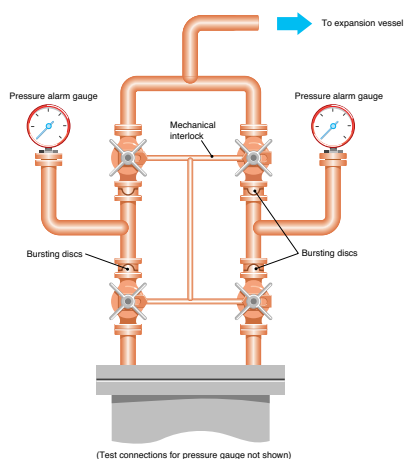 To expansion vessel
Pressure alarm gauge
Pressure alarm gauge
Mechanical
interlock
Bursting discs
Bursting discs
(Test connections for pressure gauge not shown)